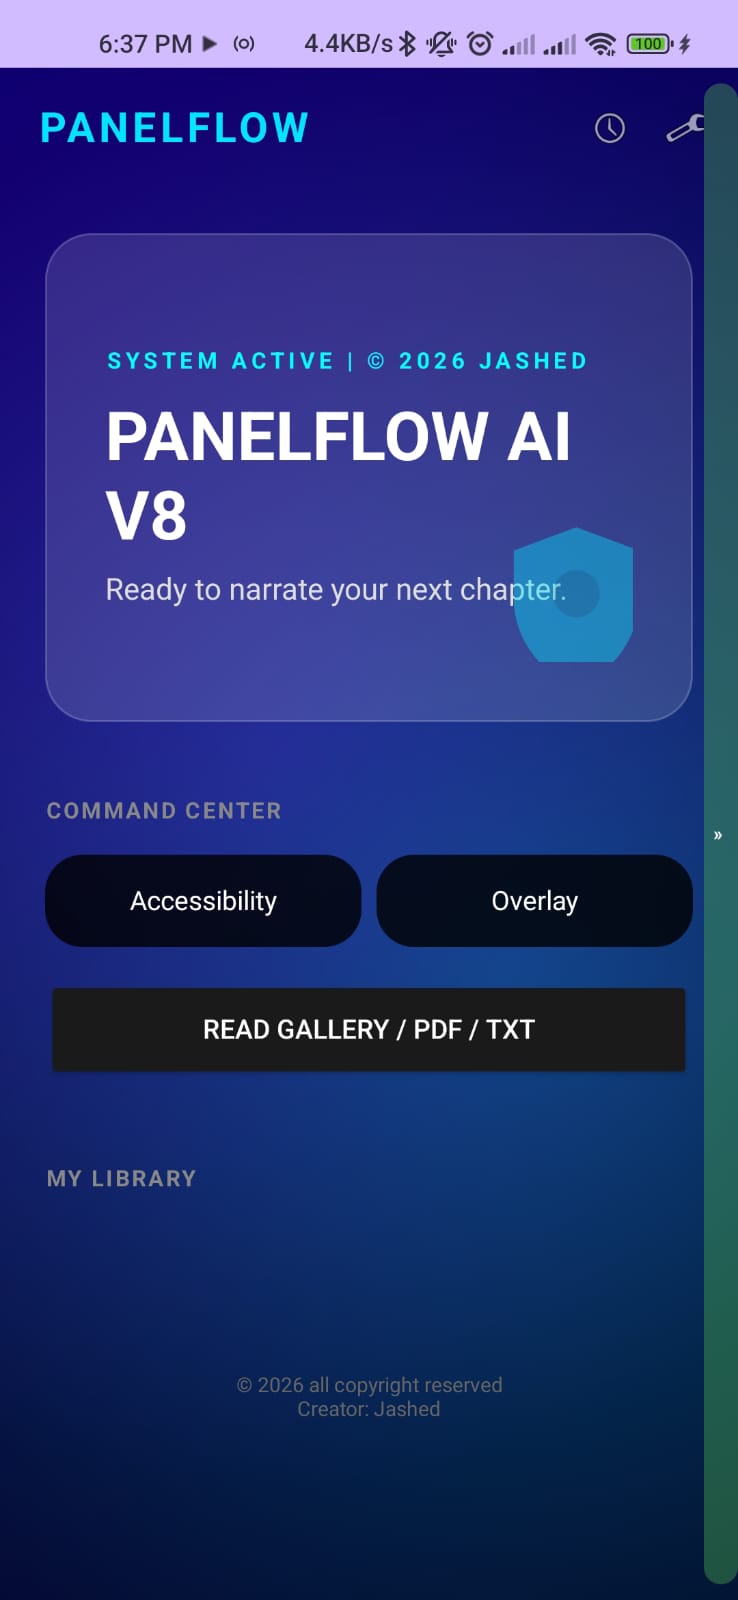 6:37 PM 4.4KB/s 100
PANELFLOW
SYSTEM ACTIVE | © 2026 JASHED
PANELFLOW AI
V8
Ready to narrate your next chapter.
COMMAND CENTER
»
Accessibility Overlay
READ GALLERY / PDF / TXT
MY LIBRARY
© 2026 all copyright reserved
Creator: Jashed